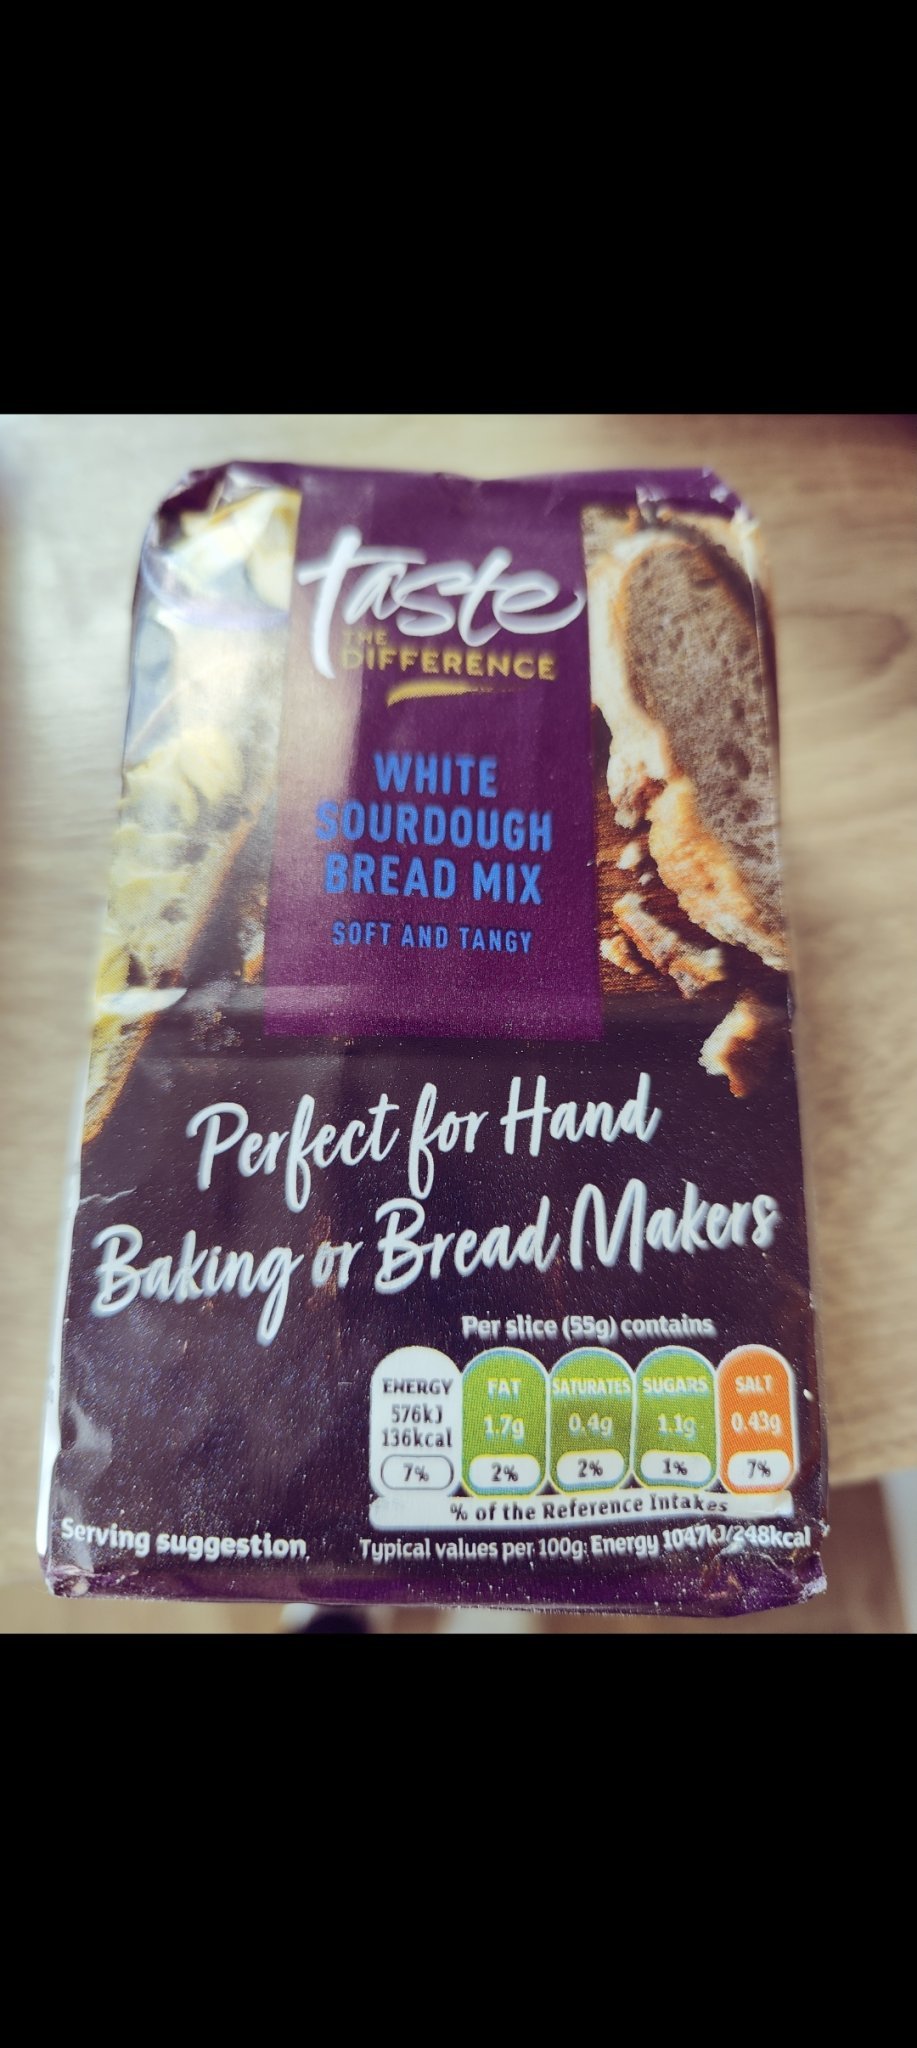 taste
THE
DIFFERENCE
WHITE
SOURDOUGH
BREAD MIX
SOFT AND TANGY
Perfect for Hand
Baking or Bread Makers
Per slice (55g) contains
ENERGY FAT SATURATES SUGARS SALT
576kJ
136kcal 1.7g 0.4g 1.1g 0.43g
7% 2% 2% 1% 7%
% of the Reference Intakes
Serving suggestion Typical values per 100g: Energy 1047kJ/248kcal